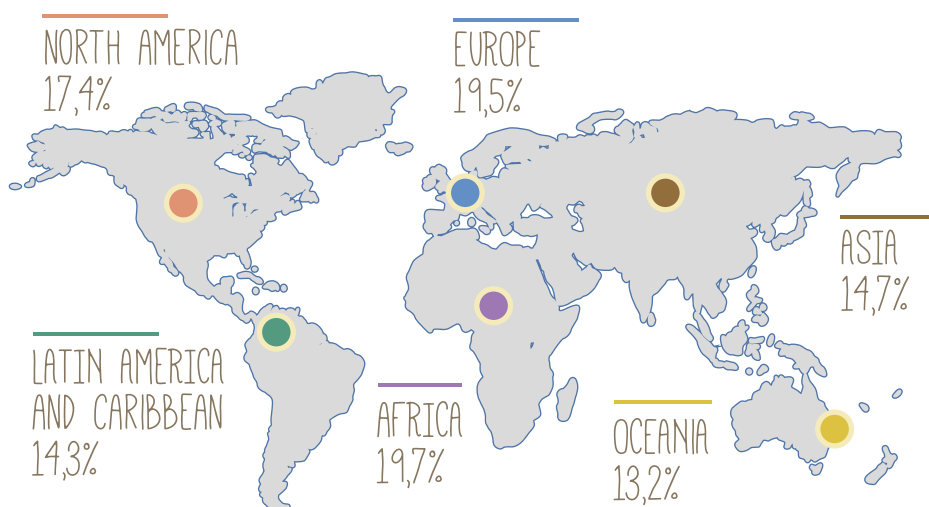 NORTH AMERICA
17,4%
EUROPE
19,5%
ASIA
14,7%
LATIN AMERICA
AND CARIBBEAN
14,3%
AFRICA
19,7%
OCEANIA
13,2%